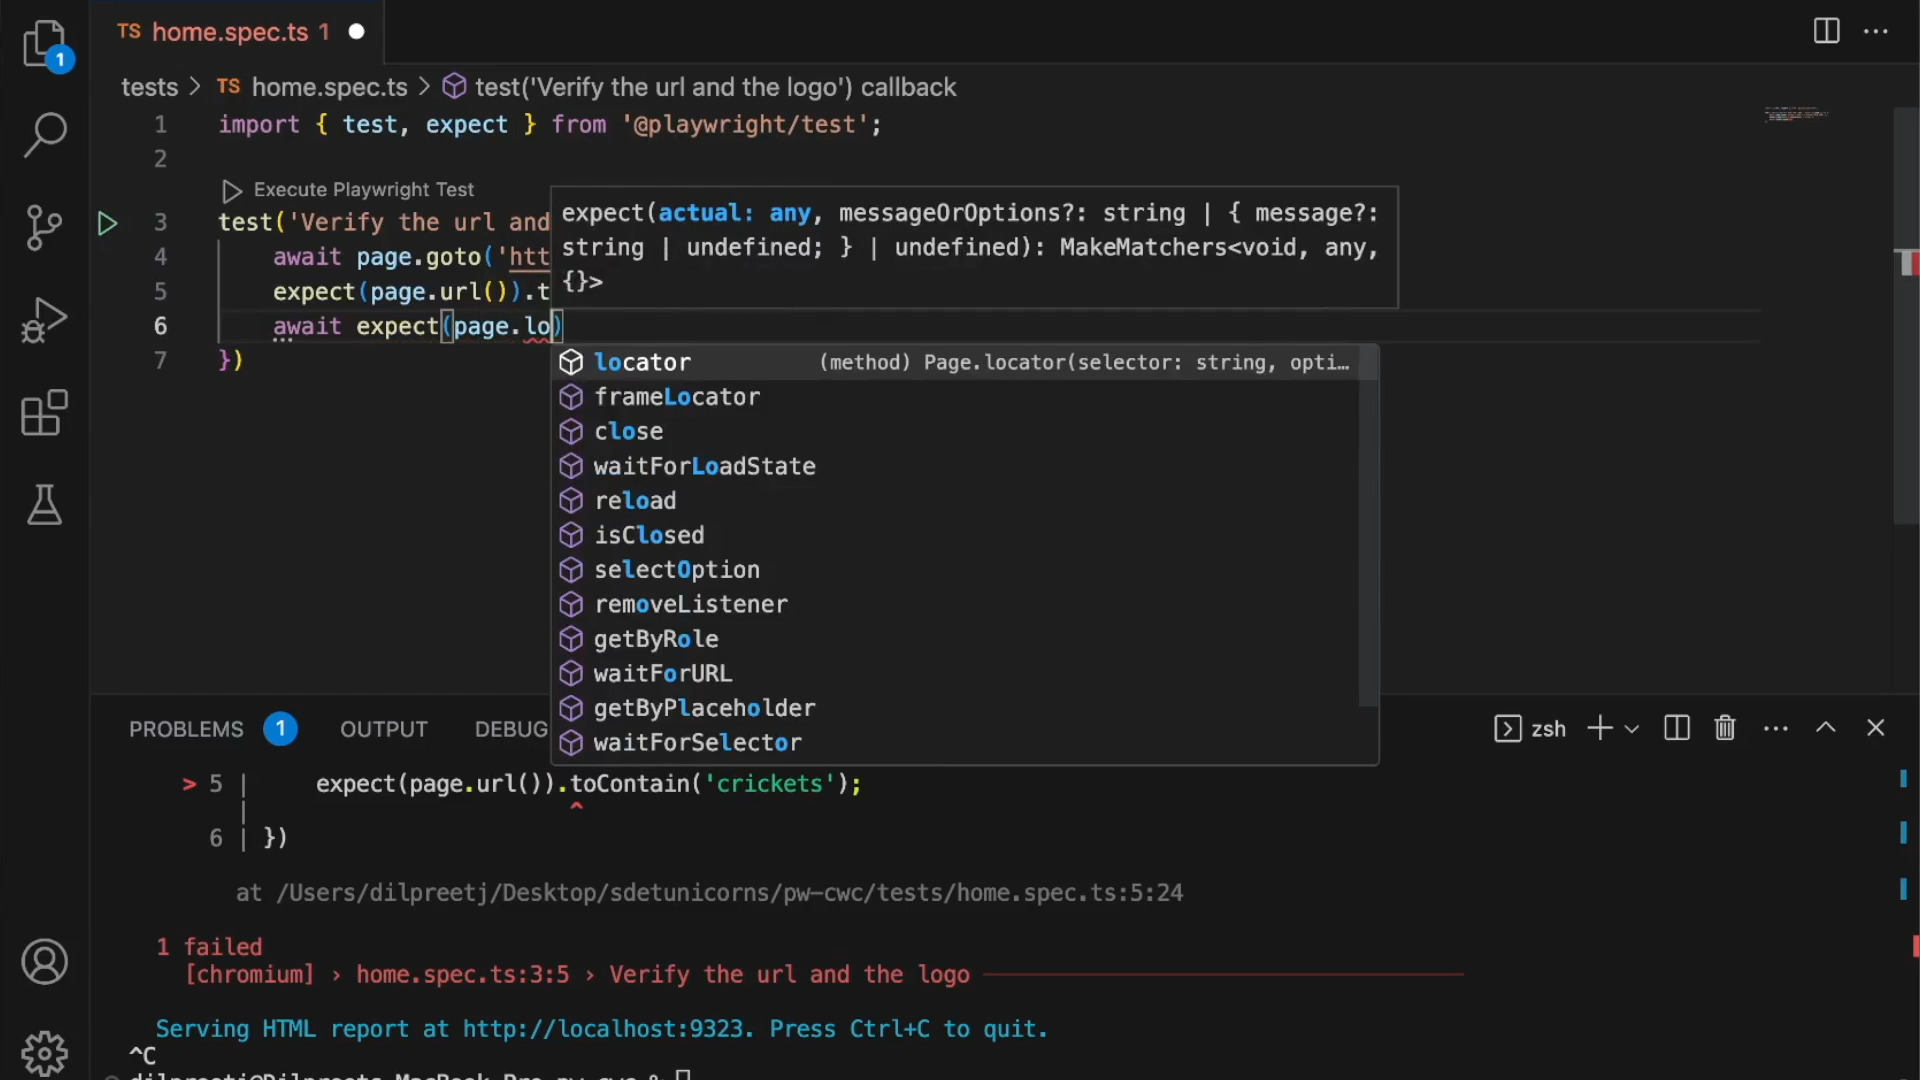 TS home.spec.ts 1
1
tests > TS home.spec.ts > test('Verify the url and the logo') callback
1 import { test, expect } from '@playwright/test';
2
Execute Playwright Test
3 test('Verify the url and
4 await page.goto('htt
5 expect(page.url()).t
6 await expect(page.lo)
7 })
expect(actual: any, messageOrOptions?: string | { message?:
string | undefined; } | undefined): MakeMatchers<void, any,
{}>
locator (method) Page.locator(selector: string, opti…
frameLocator
close
waitForLoadState
reload
isClosed
selectOption
removeListener
getByRole
waitForURL
getByPlaceholder
waitForSelector
PROBLEMS 1 OUTPUT DEBUG zsh
> 5 | expect(page.url()).toContain('crickets');
| ^
6 | })
at /Users/dilpreetj/Desktop/sdetunicorns/pw-cwc/tests/home.spec.ts:5:24
1 failed
[chromium] › home.spec.ts:3:5 › Verify the url and the logo
Serving HTML report at http://localhost:9323. Press Ctrl+C to quit.
^C